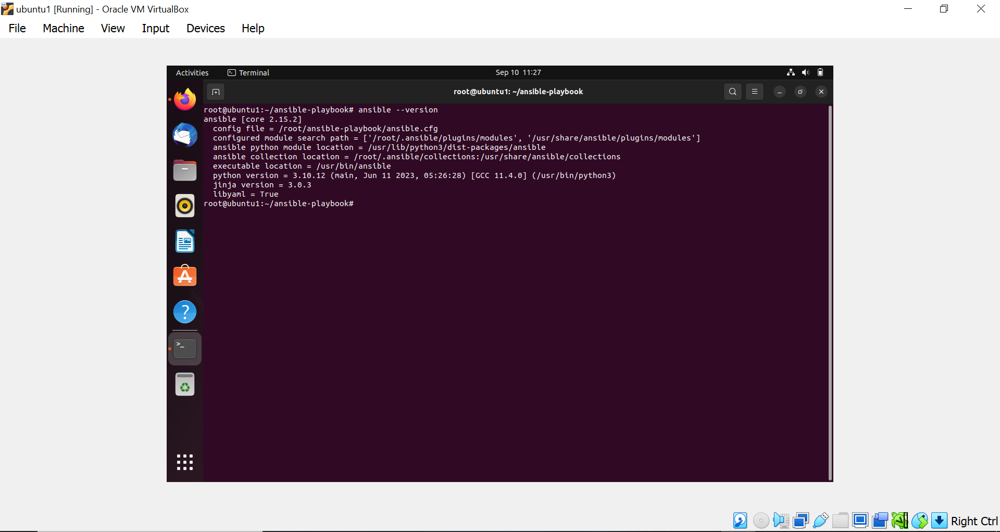 ubuntu1 [Running] - Oracle VM VirtualBox
File Machine View Input Devices Help
Activities Terminal Sep 10 11:27
root@ubuntu1: ~/ansible-playbook
root@ubuntu1:~/ansible-playbook# ansible --version
ansible [core 2.15.2]
  config file = /root/ansible-playbook/ansible.cfg
  configured module search path = ['/root/.ansible/plugins/modules', '/usr/share/ansible/plugins/modules']
  ansible python module location = /usr/lib/python3/dist-packages/ansible
  ansible collection location = /root/.ansible/collections:/usr/share/ansible/collections
  executable location = /usr/bin/ansible
  python version = 3.10.12 (main, Jun 11 2023, 05:26:28) [GCC 11.4.0] (/usr/bin/python3)
  jinja version = 3.0.3
  libyaml = True
root@ubuntu1:~/ansible-playbook#
Right Ctrl